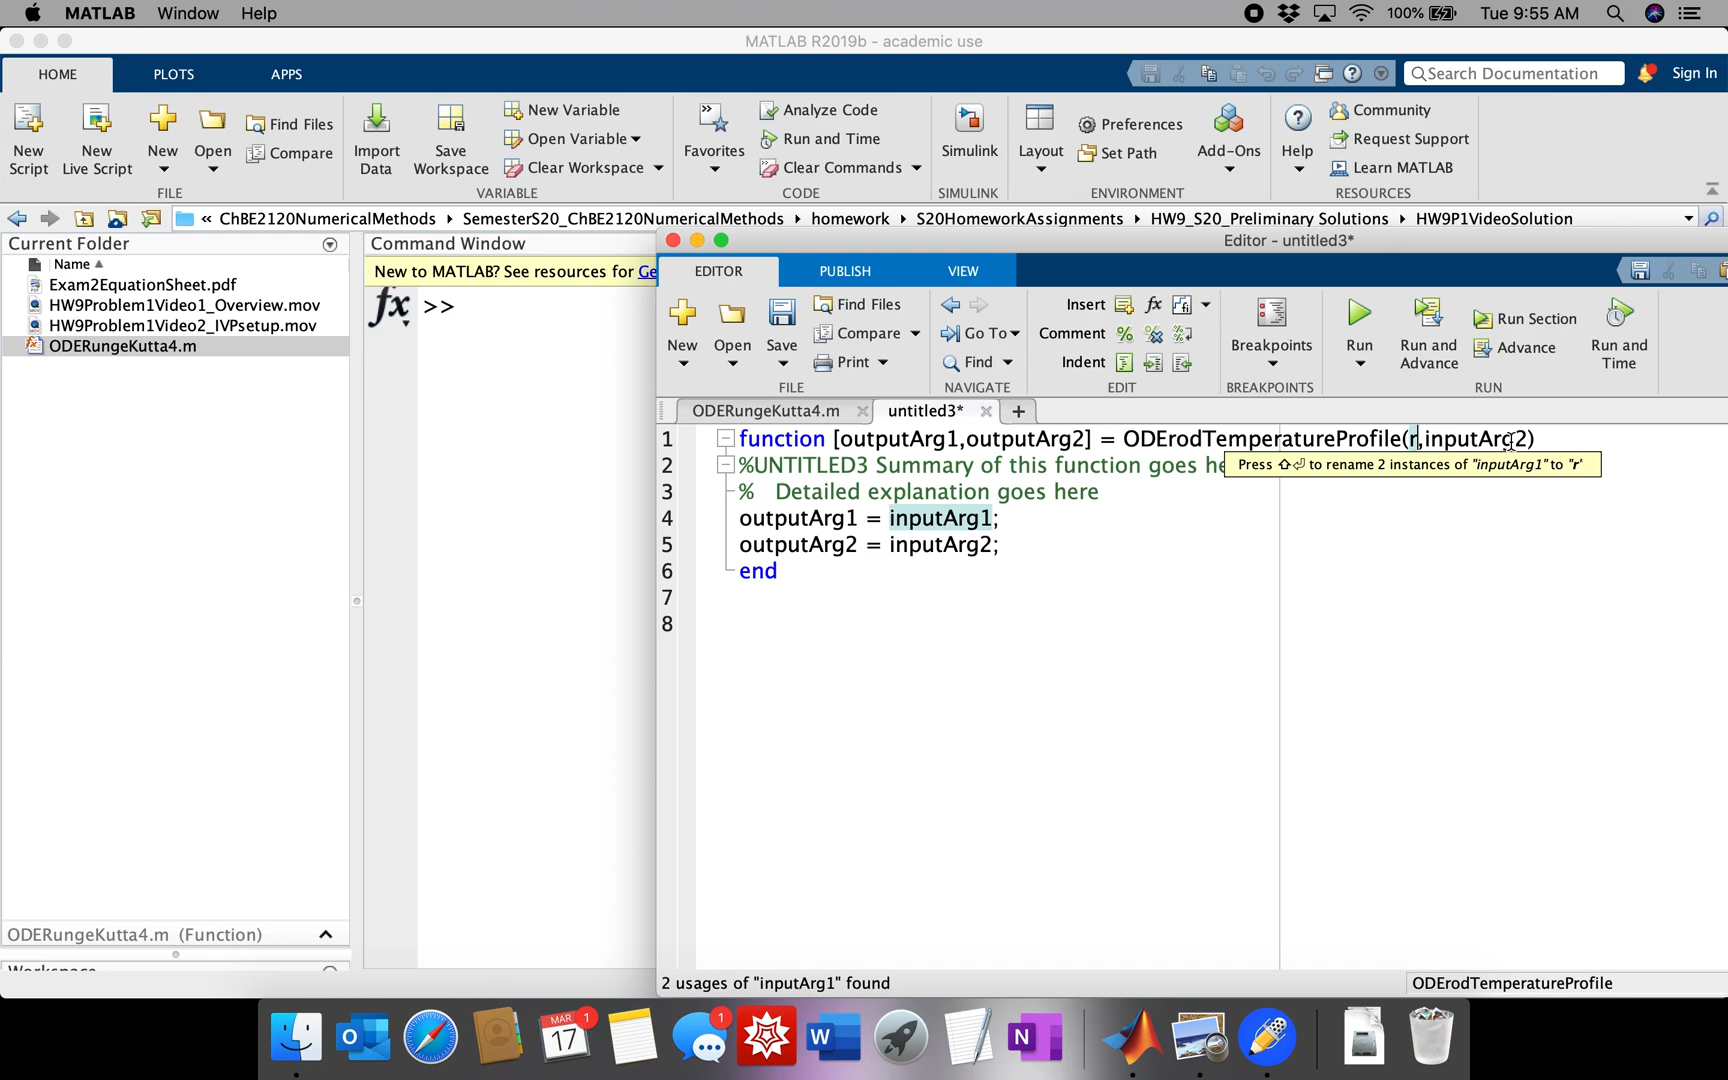 MATLAB Window Help 100% Tue 9:55 AM
MATLAB R2019b - academic use
HOME PLOTS APPS Search Documentation Sign In
New Script
New Live Script
New
Open
Find Files
Compare
FILE
Import Data
Save Workspace
New Variable
Open Variable
Clear Workspace
VARIABLE
Favorites
Analyze Code
Run and Time
Clear Commands
CODE
Simulink
SIMULINK
Layout
Preferences
Set Path
Add-Ons
ENVIRONMENT
Help
Community
Request Support
Learn MATLAB
RESOURCES
« ChBE2120NumericalMethods SemesterS20_ChBE2120NumericalMethods homework S20HomeworkAssignments HW9_S20_Preliminary Solutions HW9P1VideoSolution
Current Folder
Name
Exam2EquationSheet.pdf
HW9Problem1Video1_Overview.mov
HW9Problem1Video2_IVPsetup.mov
ODERungeKutta4.m
ODERungeKutta4.m (Function)
Command Window
New to MATLAB? See resources for Ge
fx >>
Editor - untitled3*
EDITOR PUBLISH VIEW
New
Open
Save
Find Files
Compare
Print
FILE
Go To
Find
NAVIGATE
Insert fx
Comment % % %
Indent
EDIT
Breakpoints
BREAKPOINTS
Run
Run and Advance
Run Section
Advance
Run and Time
RUN
ODERungeKutta4.m untitled3* +
1 function [outputArg1,outputArg2] = ODErodTemperatureProfile(r,inputArg2)
2 %UNTITLED3 Summary of this function goes he
Press ⇧⏎ to rename 2 instances of "inputArg1" to "r"
3 % Detailed explanation goes here
4 outputArg1 = inputArg1;
5 outputArg2 = inputArg2;
6 end
7
8
2 usages of "inputArg1" found
ODErodTemperatureProfile
MAR
17
1
1
W
N